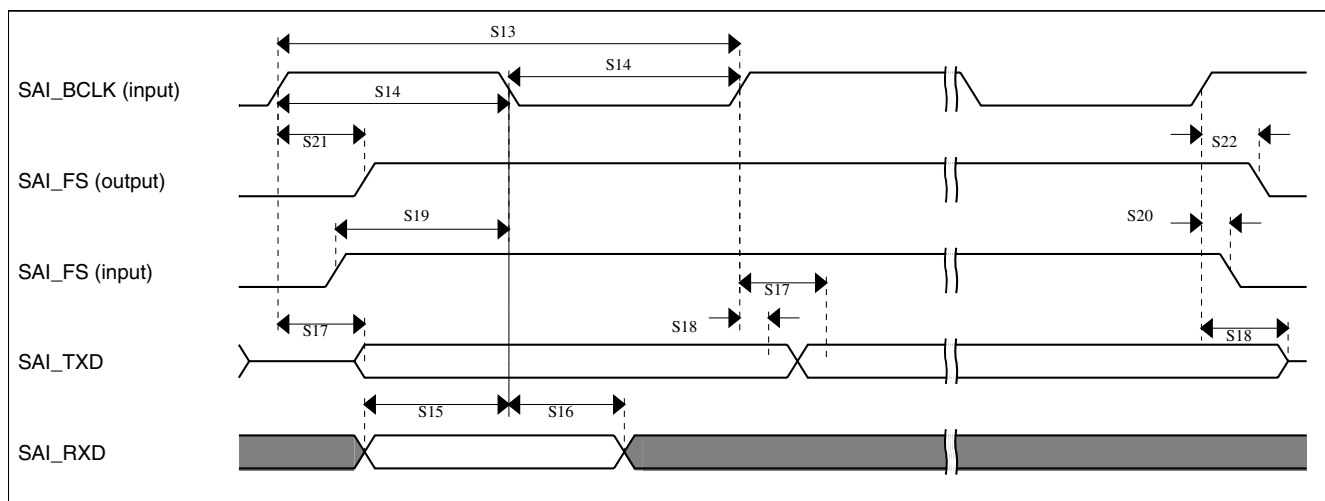 S13
S14
SAI_BCLK (input)
S14
S21
S22
SAI_FS (output)
S19
S20
SAI_FS (input)
S17
S17
S18
S18
SAI_TXD
S15
S16
SAI_RXD